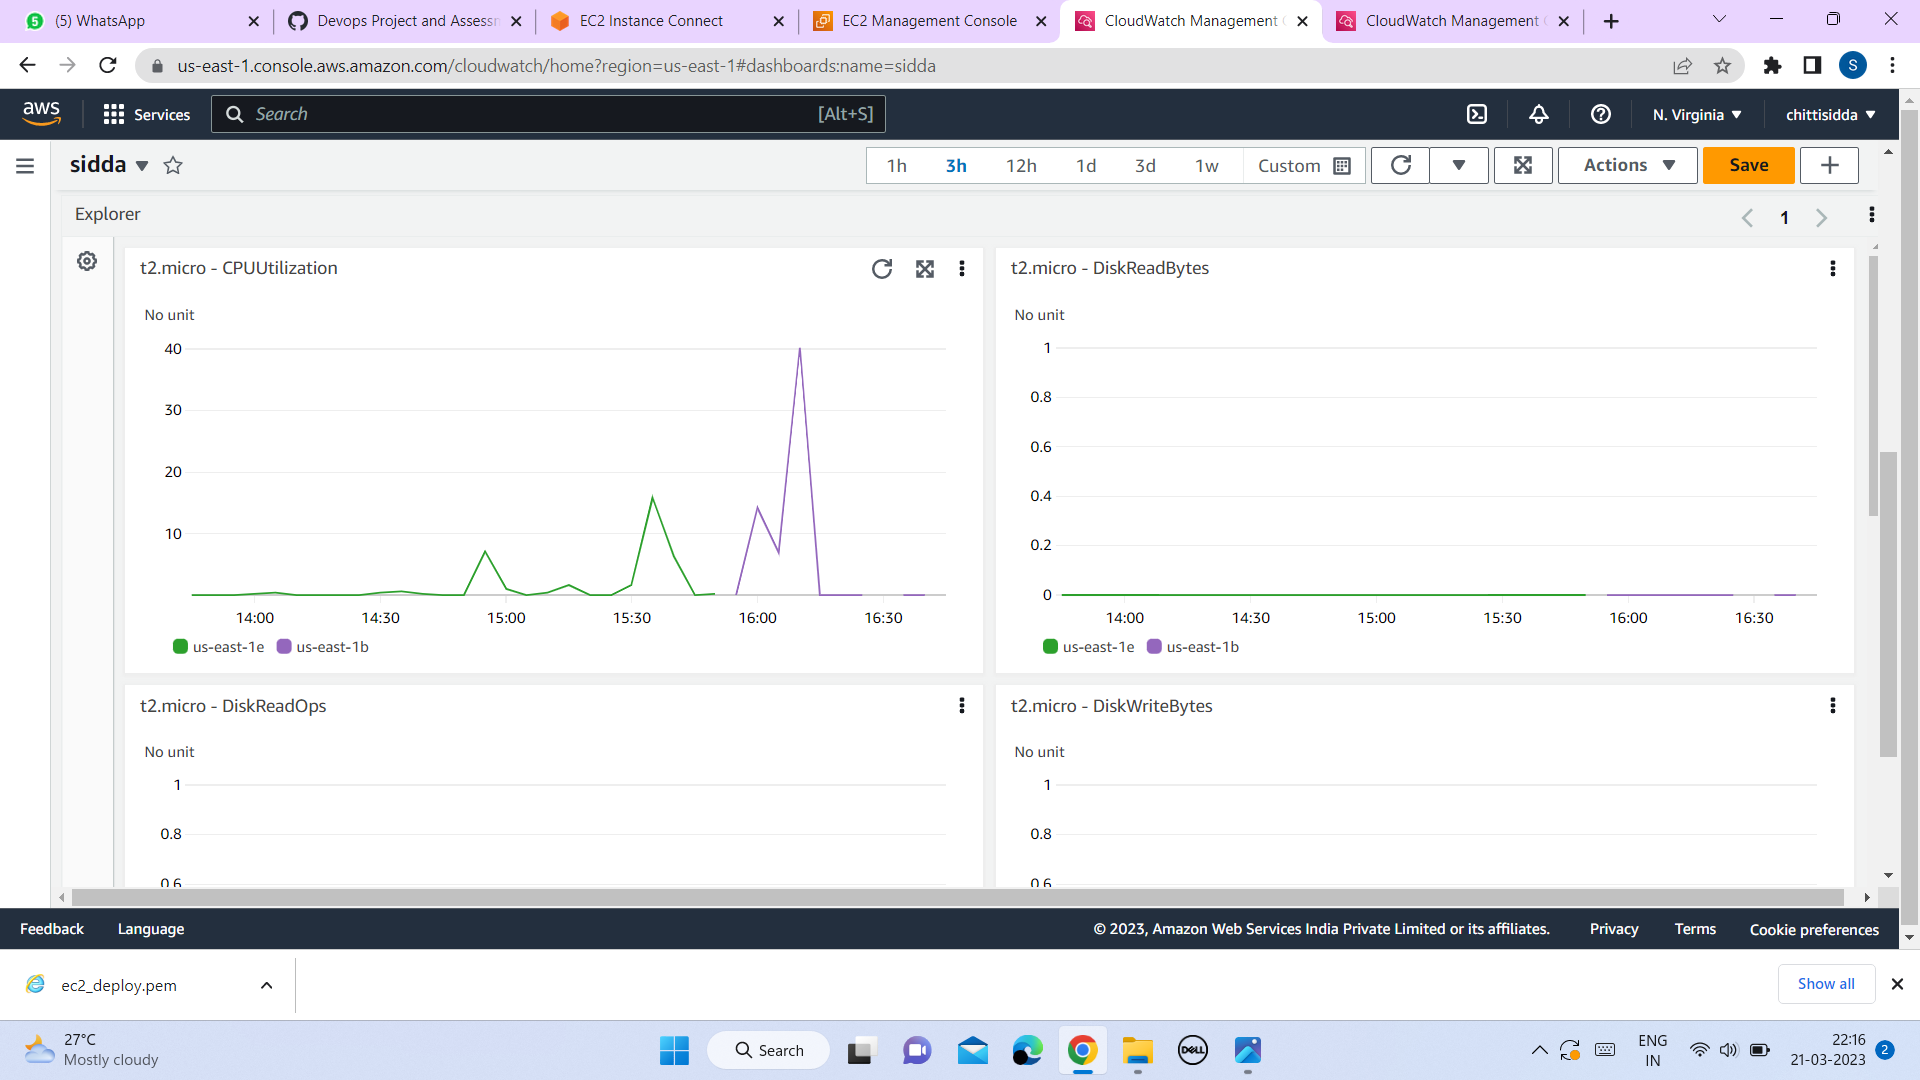 5 (5) WhatsApp
Devops Project and Assessm
EC2 Instance Connect
EC2 Management Console
CloudWatch Management C
CloudWatch Management C
us-east-1.console.aws.amazon.com/cloudwatch/home?region=us-east-1#dashboards:name=sidda
S
aws
Services
Search
[Alt+S]
N. Virginia
chittisidda
sidda
1h 3h 12h 1d 3d 1w Custom
Actions
Save
Explorer
1
t2.micro - CPUUtilization
No unit
40
30
20
10
14:00 14:30 15:00 15:30 16:00 16:30
us-east-1e us-east-1b
t2.micro - DiskReadBytes
No unit
1
0.8
0.6
0.4
0.2
0
14:00 14:30 15:00 15:30 16:00 16:30
us-east-1e us-east-1b
t2.micro - DiskReadOps
No unit
1
0.8
0.6
t2.micro - DiskWriteBytes
No unit
1
0.8
0.6
Feedback Language
© 2023, Amazon Web Services India Private Limited or its affiliates. Privacy Terms Cookie preferences
ec2_deploy.pem
Show all
27°C
Mostly cloudy
Search
DELL
ENG
IN
22:16
21-03-2023
2